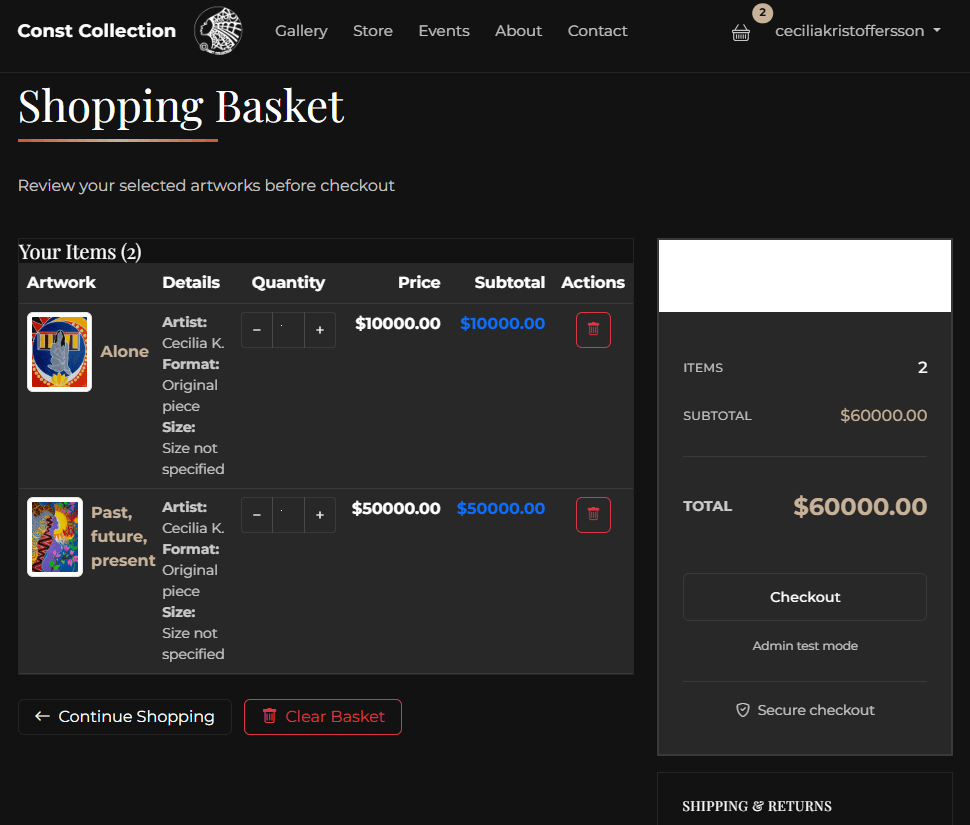 Const Collection
Gallery Store Events About Contact
2
ceciliakristoffersson
Shopping Basket
Review your selected artworks before checkout
Your Items (2)
Artwork Details Quantity Price Subtotal Actions
Alone
Artist:
Cecilia K.
Format:
Original
piece
Size:
Size not
specified
− +
$10000.00 $10000.00
Past,
future,
present
Artist:
Cecilia K.
Format:
Original
piece
Size:
Size not
specified
− +
$50000.00 $50000.00
← Continue Shopping
Clear Basket
ITEMS 2
SUBTOTAL $60000.00
TOTAL $60000.00
Checkout
Admin test mode
Secure checkout
SHIPPING & RETURNS